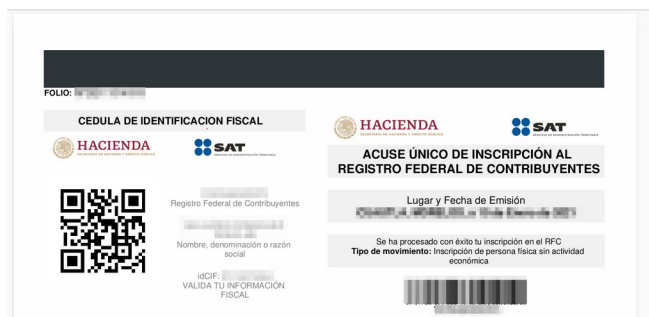 FOLIO:
CEDULA DE IDENTIFICACION FISCAL
HACIENDA
SECRETARÍA DE HACIENDA Y CRÉDITO PÚBLICO
SAT
SERVICIO DE ADMINISTRACIÓN TRIBUTARIA
Registro Federal de Contribuyentes
Nombre, denominación o razón
social
idCIF:
VALIDA TU INFORMACIÓN
FISCAL
HACIENDA
SECRETARÍA DE HACIENDA Y CRÉDITO PÚBLICO
SAT
SERVICIO DE ADMINISTRACIÓN TRIBUTARIA
ACUSE ÚNICO DE INSCRIPCIÓN AL
REGISTRO FEDERAL DE CONTRIBUYENTES
Lugar y Fecha de Emisión
Se ha procesado con éxito tu inscripción en el RFC
Tipo de movimiento: Inscripción de persona física sin actividad
económica